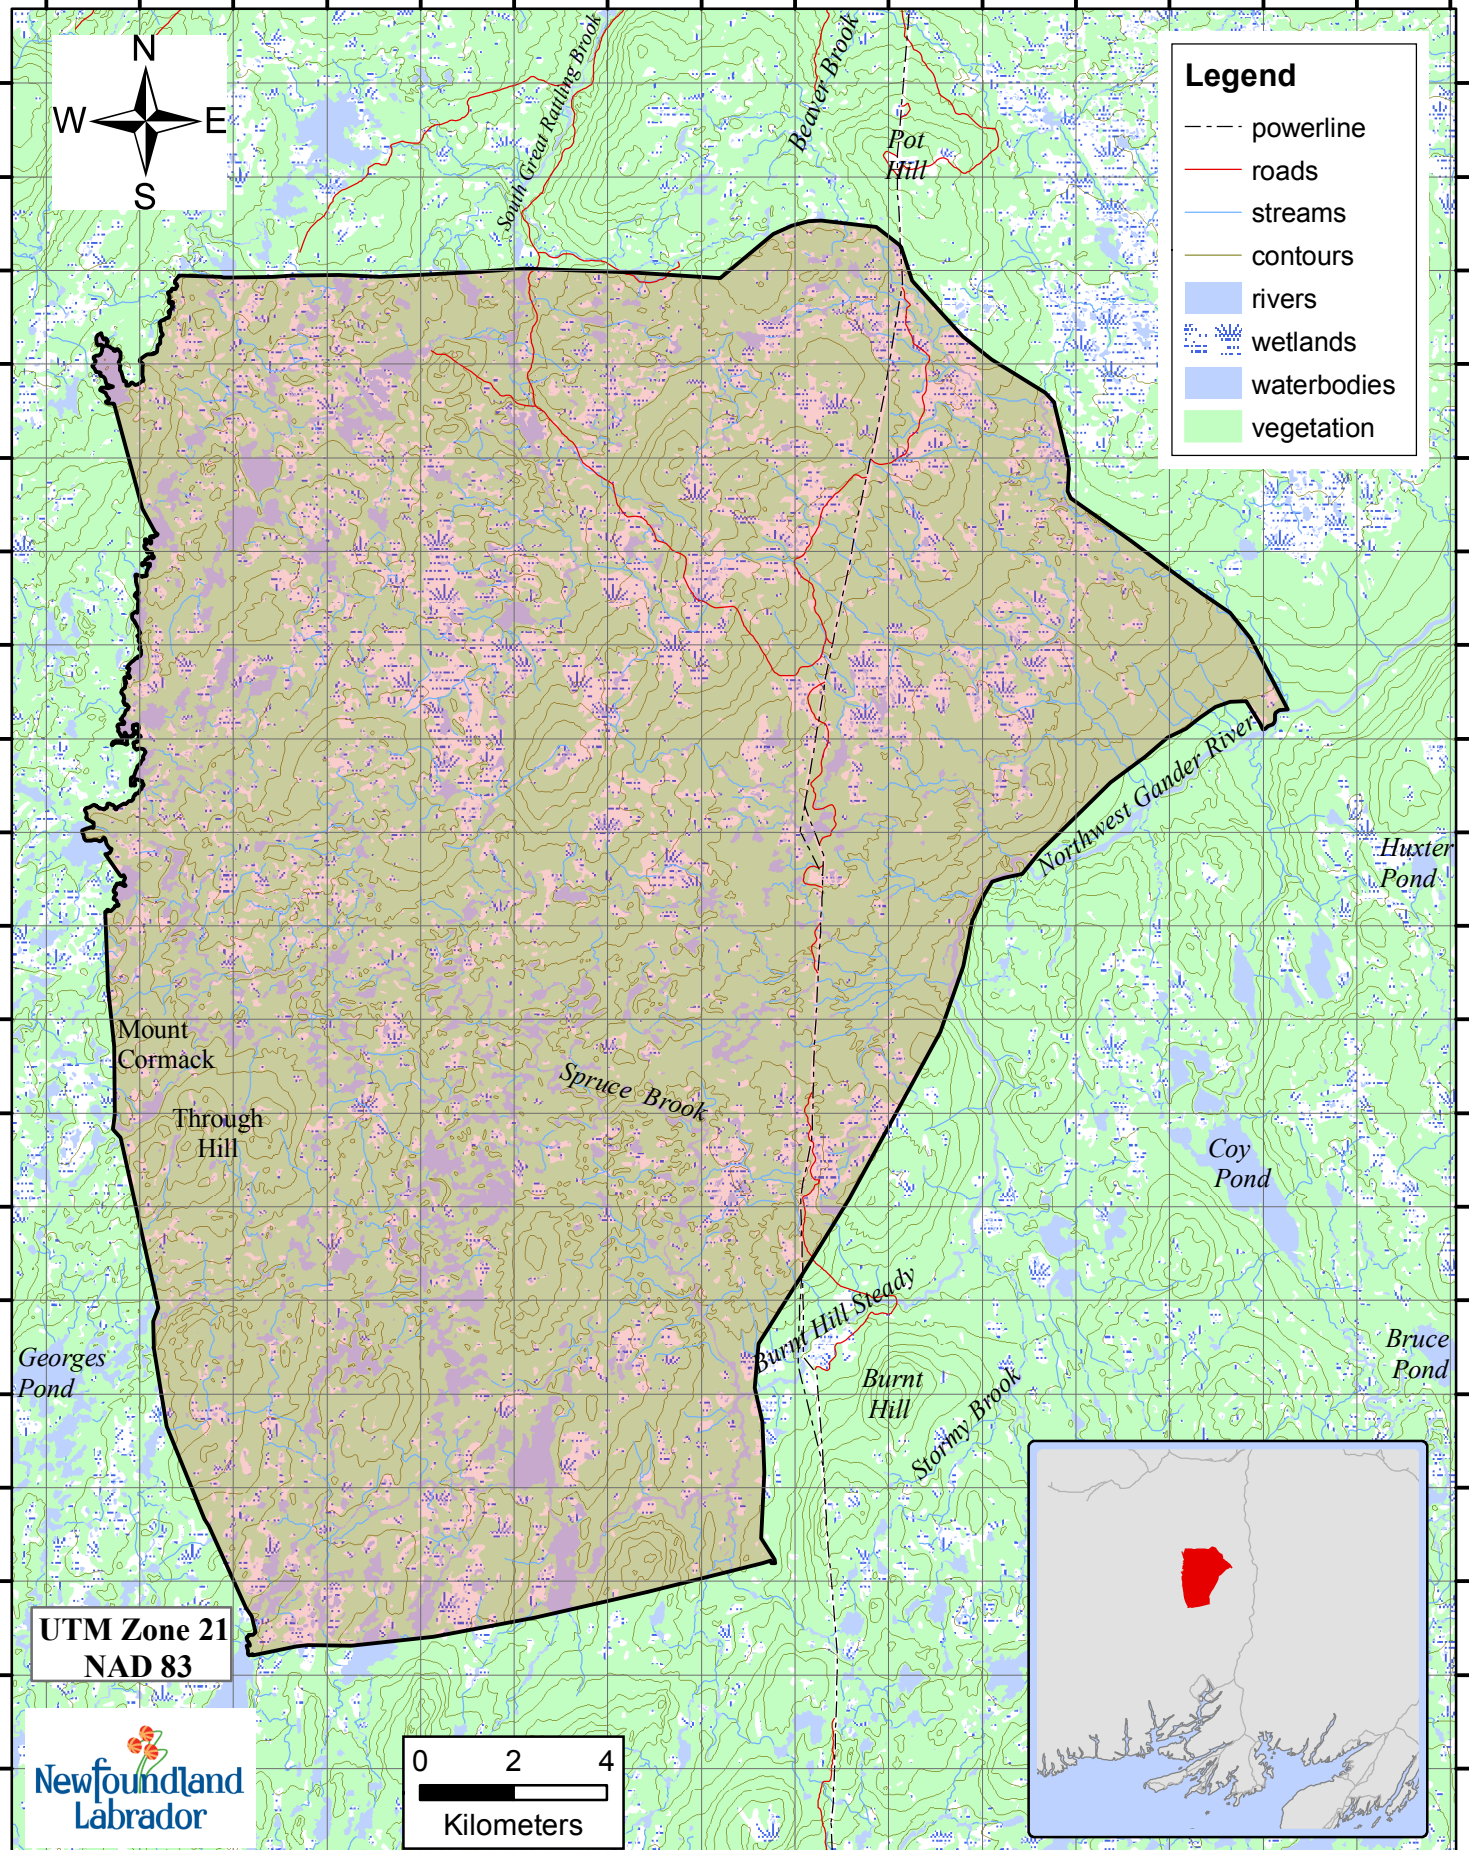 N
W E
S
South Great Rattling Brook
Beaver Brook
Pot
Hill
Legend
powerline
roads
streams
contours
rivers
wetlands
waterbodies
vegetation
Northwest Gander River
Huxter
Pond
Mount
Cormack
Through
Hill
Spruce Brook
Coy
Pond
Burnt Hill Steady
Georges
Pond
Burnt
Hill
Stormy Brook
Bruce
Pond
UTM Zone 21
NAD 83
Newfoundland
Labrador
0 2 4
Kilometers